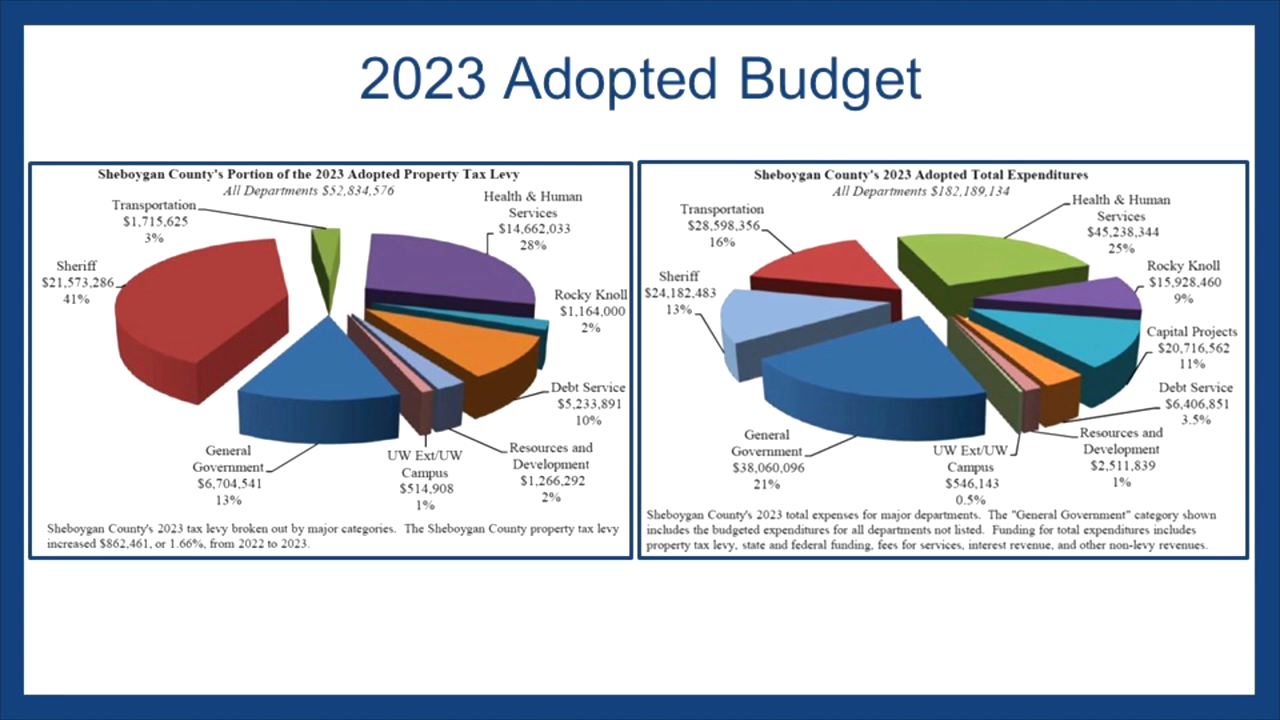 2023 Adopted Budget
Sheboygan County's Portion of the 2023 Adopted Property Tax Levy
All Departments $52,834,576
Transportation
$1,715,625
3%
Health & Human
Services
$14,662,033
28%
Sheriff
$21,573,286
41%
Rocky Knoll
$1,164,000
2%
Debt Service
$5,233,891
10%
General
Government
$6,704,541
13%
UW Ext/UW
Campus
$514,908
1%
Resources and
Development
$1,266,292
2%
Sheboygan County's 2023 tax levy broken out by major categories. The Sheboygan County property tax levy
increased $862,461, or 1.66%, from 2022 to 2023.
Sheboygan County's 2023 Adopted Total Expenditures
All Departments $182,189,134
Transportation
$28,598,356
16%
Health & Human
Services
$45,238,344
25%
Sheriff
$24,182,483
13%
Rocky Knoll
$15,928,460
9%
Capital Projects
$20,716,562
11%
Debt Service
$6,406,851
3.5%
General
Government
$38,060,096
21%
UW Ext/UW
Campus
$546,143
0.5%
Resources and
Development
$2,511,839
1%
Sheboygan County's 2023 total expenses for major departments. The "General Government" category shown
includes the budgeted expenditures for all departments not listed. Funding for total expenditures includes
property tax levy, state and federal funding, fees for services, interest revenue, and other non-levy revenues.